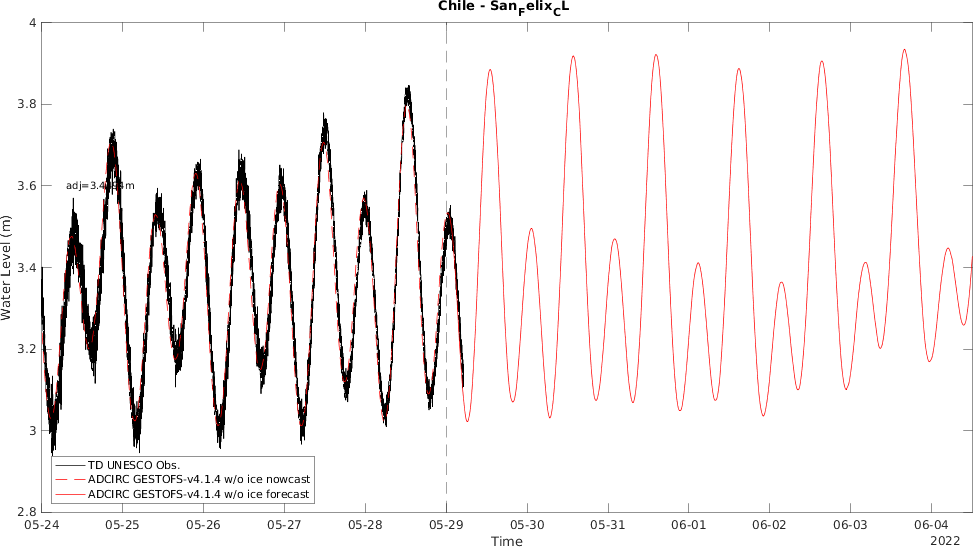 Chile - SanFelixCL
Water Level (m)
4
3.8
3.6
3.4
3.2
3
2.8
TD UNESCO Obs.
ADCIRC GESTOFS-v4.1.4 w/o ice nowcast
ADCIRC GESTOFS-v4.1.4 w/o ice forecast
05-24 05-25 05-26 05-27 05-28 05-29 05-30 05-31 06-01 06-02 06-03 06-04
Time
2022